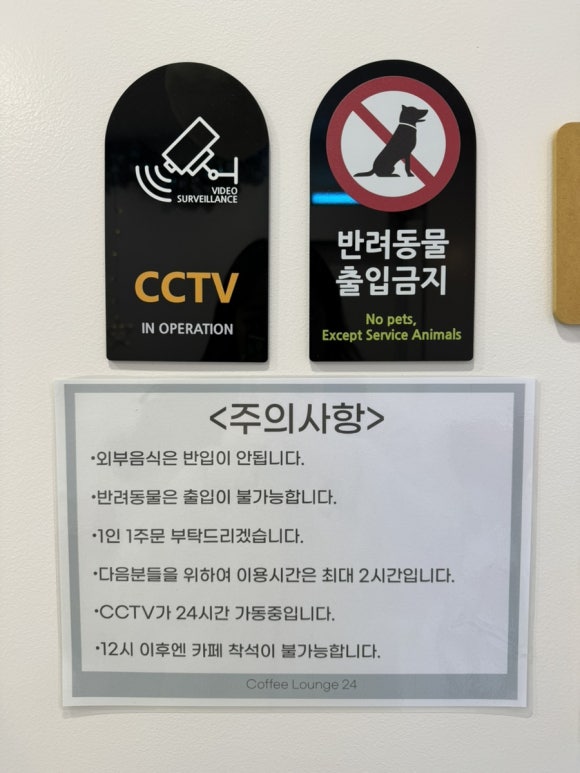 VIDEO
SURVEILLANCE
CCTV
IN OPERATION
반려동물
출입금지
No pets,
Except Service Animals
<주의사항>
•외부음식은 반입이 안됩니다.
•반려동물은 출입이 불가능합니다.
•1인 1주문 부탁드리겠습니다.
•다음분들을 위하여 이용시간은 최대 2시간입니다.
•CCTV가 24시간 가동중입니다.
•12시 이후엔 카페 착석이 불가능합니다.
Coffee Lounge 24